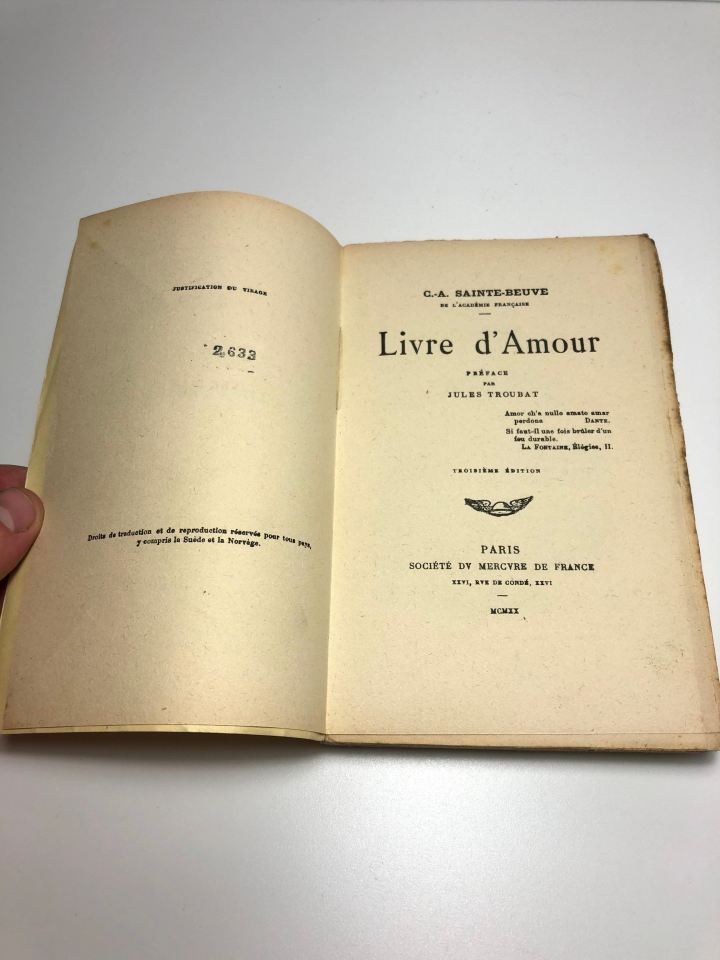 JUSTIFICATION DU TIRAGE
2,633
Droits de traduction et de reproduction réservés pour tous pays,
y compris la Suède et la Norvège.
C.-A. SAINTE-BEUVE
DE L'ACADÉMIE FRANÇAISE
Livre d'Amour
PRÉFACE
PAR
JULES TROUBAT
Amor ch'a nullo amato amar
perdona DANTE.
Si faut-il une fois brûler d'un
feu durable.
LA FONTAINE, Élégies, II.
TROISIÈME ÉDITION
PARIS
SOCIÉTÉ DV MERCVRE DE FRANCE
XXVI, RVE DE CONDÉ, XXVI
MCMXX